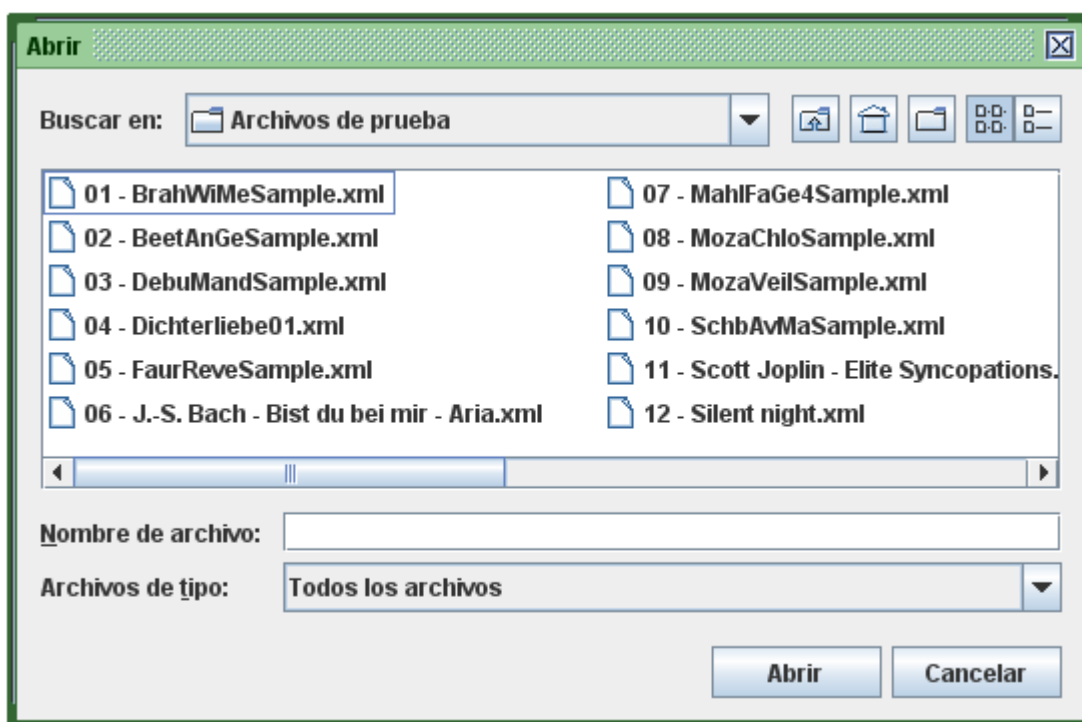 Abrir
Buscar en: Archivos de prueba
01 - BrahWiMeSample.xml
02 - BeetAnGeSample.xml
03 - DebuMandSample.xml
04 - Dichterliebe01.xml
05 - FaurReveSample.xml
06 - J.-S. Bach - Bist du bei mir - Aria.xml
07 - MahlFaGe4Sample.xml
08 - MozaChloSample.xml
09 - MozaVeilSample.xml
10 - SchbAvMaSample.xml
11 - Scott Joplin - Elite Syncopations.
12 - Silent night.xml
Nombre de archivo:
Archivos de tipo: Todos los archivos
Abrir Cancelar